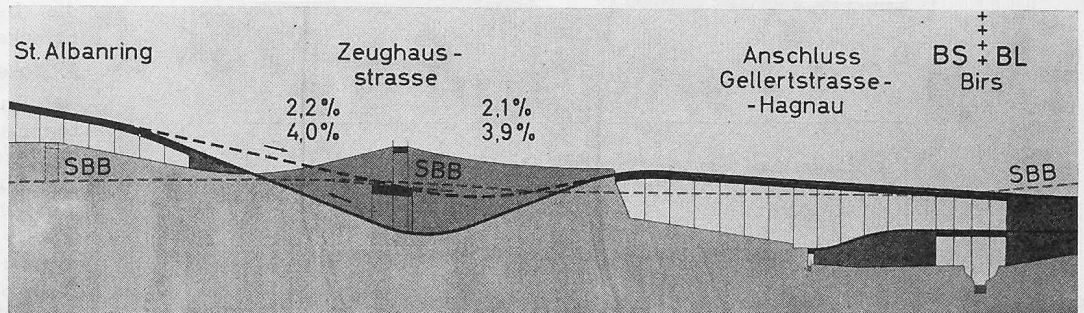 St. Albanring
Zeughaus-
strasse
2,2%
4,0%
2,1%
3,9%
Anschluss
Gellertstrasse-
-Hagnau
BS BL
Birs
SBB
SBB
SBB